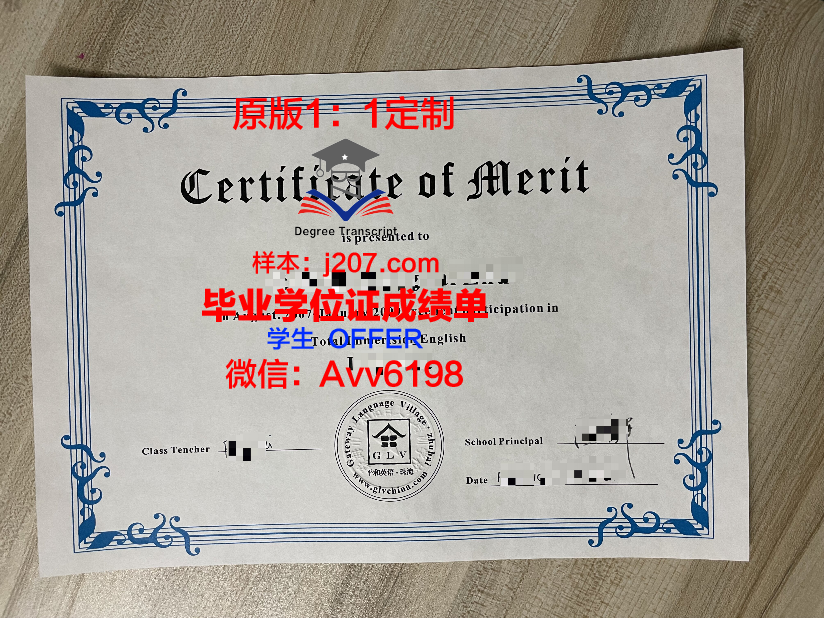 原版1：1定制
Certificate of Merit
Degree Transcript
is presented to
样本：j207.com
毕业学位证成绩单
participation in
学生 OFFER
Total Immersion English
微信：Avv6198
Gateway Language Village · zhuhai
GLV
www.glvchina.com
Class Teacher
School Principal
Date